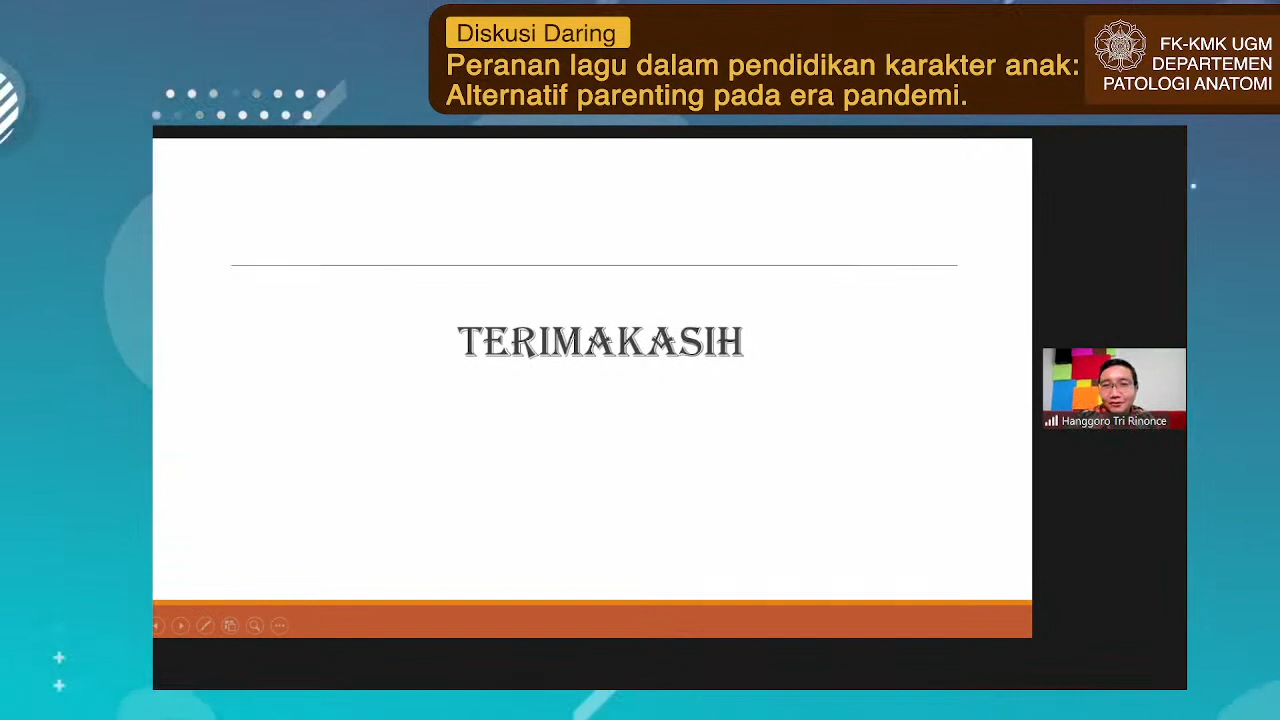 Diskusi Daring
Peranan lagu dalam pendidikan karakter anak:
Alternatif parenting pada era pandemi.
FK-KMK UGM
DEPARTEMEN
PATOLOGI ANATOMI
TERIMAKASIH
Hanggoro Tri Rinonce